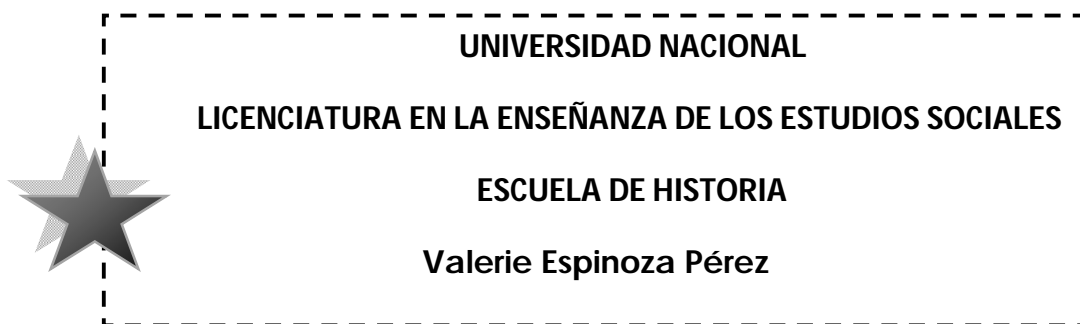 UNIVERSIDAD NACIONAL
LICENCIATURA EN LA ENSEÑANZA DE LOS ESTUDIOS SOCIALES
ESCUELA DE HISTORIA
Valerie Espinoza Pérez